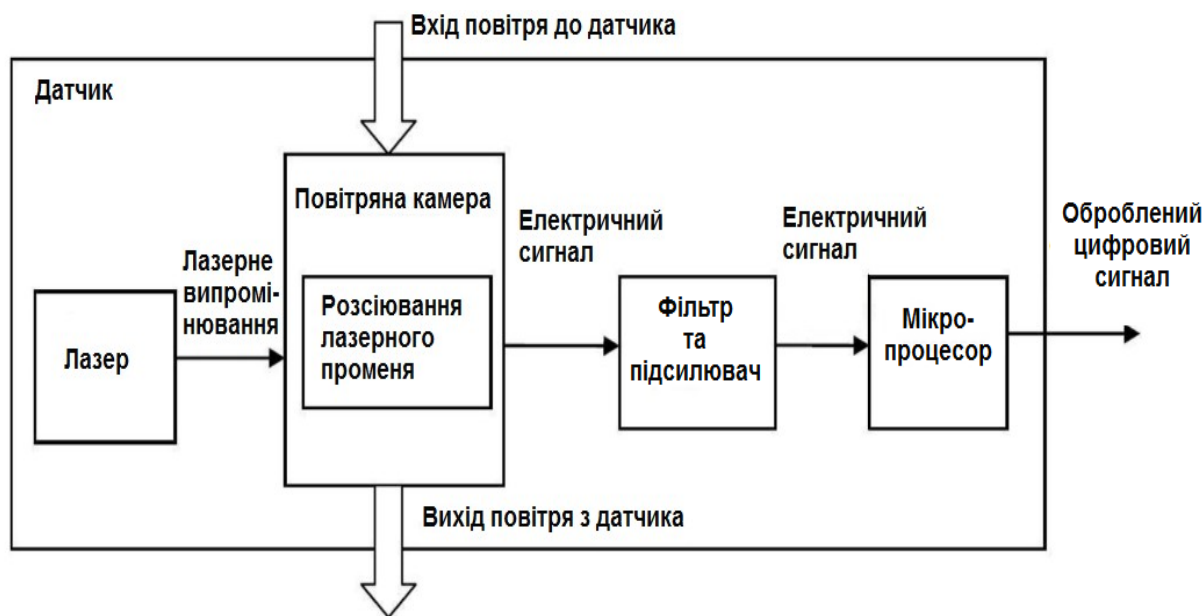 Вхід повітря до датчика
Датчик
Повітряна камера
Електричний
сигнал
Електричний
сигнал
Оброблений
цифровий
сигнал
Лазерне
випромі-
нювання
Лазер
Розсіювання
лазерного
променя
Фільтр
та
підсилювач
Мікро-
процесор
Вихід повітря з датчика